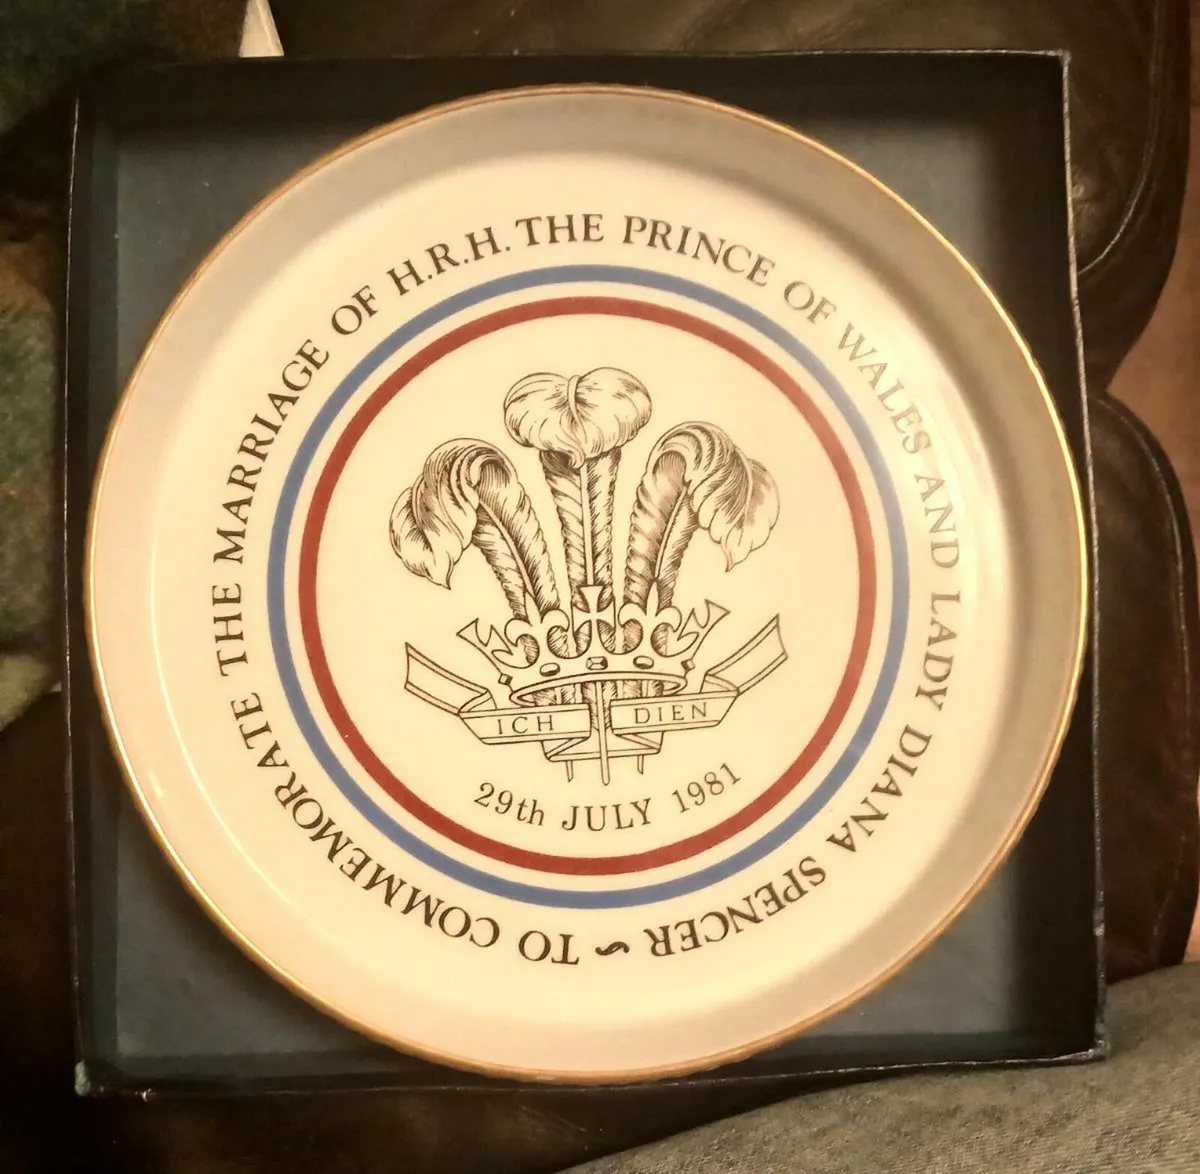 TO COMMEMORATE THE MARRIAGE OF H.R.H. THE PRINCE OF WALES AND LADY DIANA SPENCER ~
ICH DIEN
29th JULY 1981